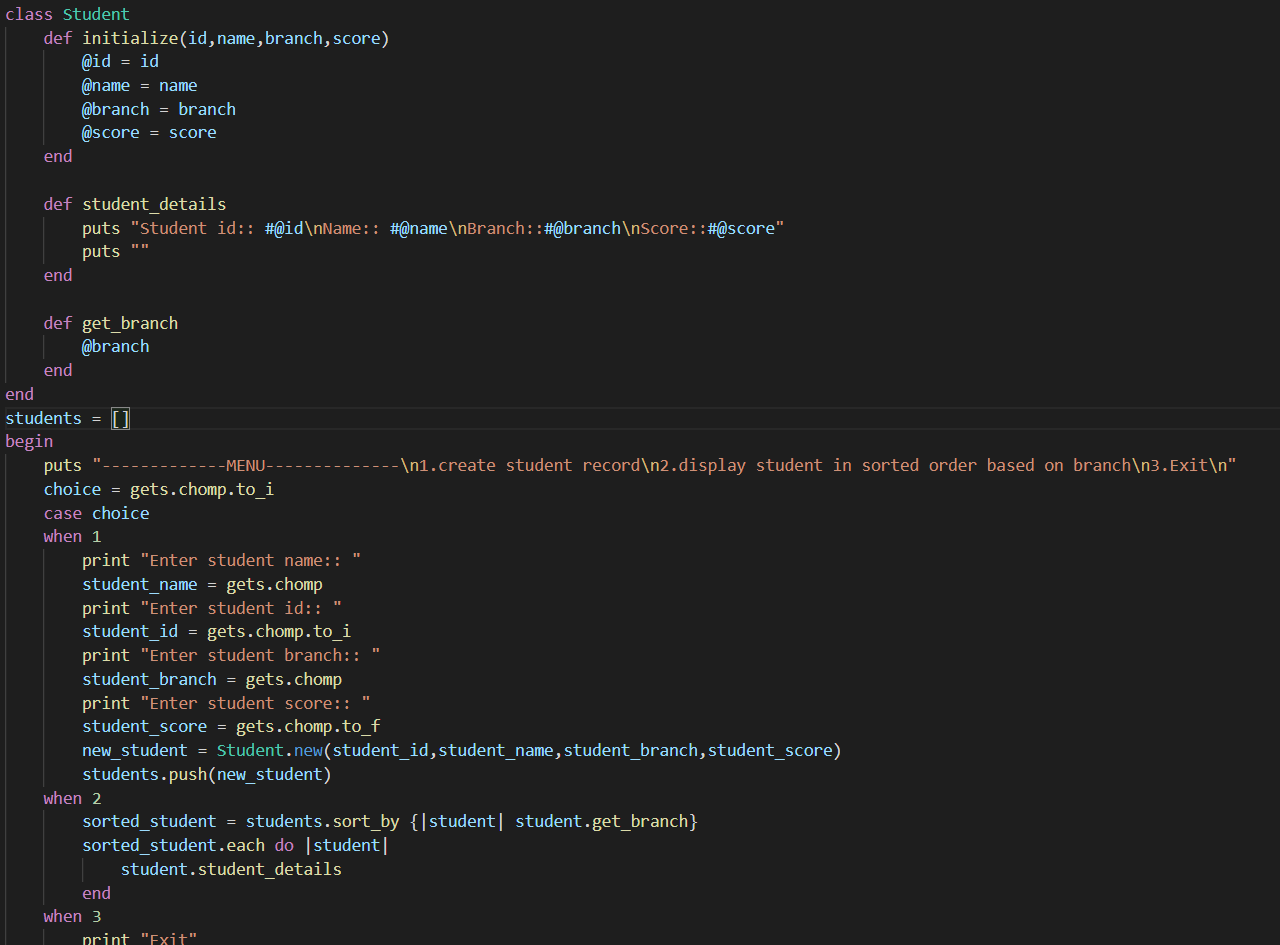 class Student
    def initialize(id,name,branch,score)
        @id = id
        @name = name
        @branch = branch
        @score = score
    end

    def student_details
        puts "Student id:: #@id\nName:: #@name\nBranch::#@branch\nScore::#@score"
        puts ""
    end

    def get_branch
        @branch
    end
end
students = []
begin
    puts "-------------MENU--------------\n1.create student record\n2.display student in sorted order based on branch\n3.Exit\n"
    choice = gets.chomp.to_i
    case choice
    when 1
        print "Enter student name:: "
        student_name = gets.chomp
        print "Enter student id:: "
        student_id = gets.chomp.to_i
        print "Enter student branch:: "
        student_branch = gets.chomp
        print "Enter student score:: "
        student_score = gets.chomp.to_f
        new_student = Student.new(student_id,student_name,student_branch,student_score)
        students.push(new_student)
    when 2
        sorted_student = students.sort_by {|student| student.get_branch}
        sorted_student.each do |student|
            student.student_details
        end
    when 3
        print "Exit"